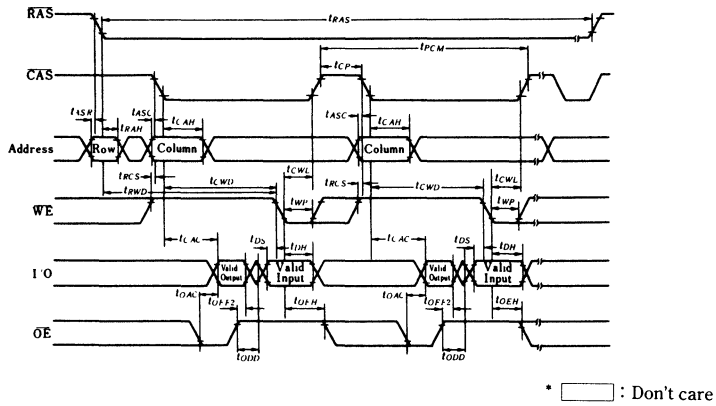 RAS
tRAS
tPCM
CAS
tCP
tASR
tRAH
tASC
tCAH
tASC
tCAH
Address
Row
Column
Column
tRCS
tRWD
tCWD
tCWL
tRCS
tCWD
tCWL
WE
tWP
tWP
tCAC
tDS
tDH
tCAC
tDS
tDH
I/O
Valid Output
Valid Input
Valid Output
Valid Input
tOAC
tOFF2
tOEH
tOAC
tOFF2
tOEH
OE
tODD
tODD
* : Don't care